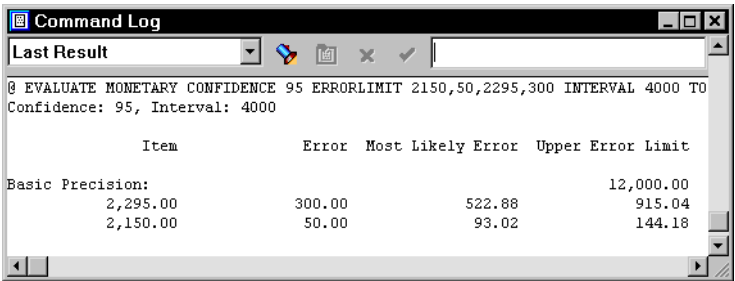 Command Log
Last Result
@ EVALUATE MONETARY CONFIDENCE 95 ERRORLIMIT 2150,50,2295,300 INTERVAL 4000 TO
Confidence: 95, Interval: 4000
Item Error Most Likely Error Upper Error Limit
Basic Precision: 12,000.00
2,295.00 300.00 522.88 915.04
2,150.00 50.00 93.02 144.18